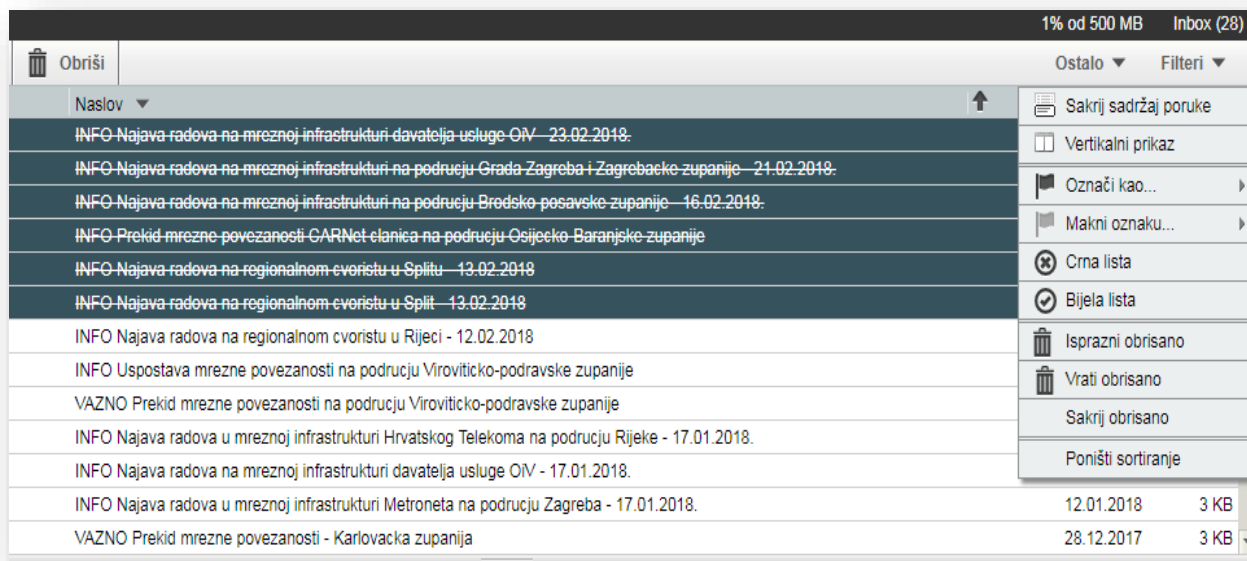 1% od 500 MB Inbox (28)
Obriši Ostalo Filteri
Naslov
INFO Najava radova na mreznoj infrastrukturi davatelja usluge OiV - 23.02.2018.
INFO Najava radova na mreznoj infrastrukturi na podrucju Grada Zagreba i Zagrebacke zupanije - 21.02.2018.
INFO Najava radova na mreznoj infrastrukturi na podrucju Brodsko-posavske zupanije - 16.02.2018.
INFO Prekid mrezne povezanosti CARNet clanica na podrucju Osijecko-Baranjske zupanije
INFO Najava radova na regionalnom cvoristu u Splitu - 13.02.2018
INFO Najava radova na regionalnom cvoristu u Split - 13.02.2018
INFO Najava radova na regionalnom cvoristu u Rijeci - 12.02.2018
INFO Uspostava mrezne povezanosti na podrucju Viroviticko-podravske zupanije
VAZNO Prekid mrezne povezanosti na podrucju Viroviticko-podravske zupanije
INFO Najava radova u mreznoj infrastrukturi Hrvatskog Telekoma na podrucju Rijeke - 17.01.2018.
INFO Najava radova na mreznoj infrastrukturi davatelja usluge OiV - 17.01.2018.
INFO Najava radova u mreznoj infrastrukturi Metroneta na podrucju Zagreba - 17.01.2018. 12.01.2018 3 KB
VAZNO Prekid mrezne povezanosti - Karlovacka zupanija 28.12.2017 3 KB
Sakrij sadržaj poruke
Vertikalni prikaz
Označi kao...
Makni oznaku...
Crna lista
Bijela lista
Isprazni obrisano
Vrati obrisano
Sakrij obrisano
Poništi sortiranje